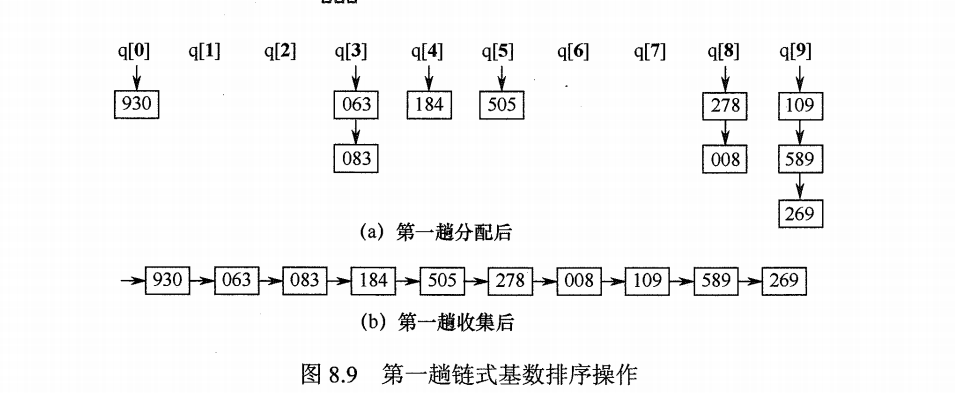 q[0] q[1] q[2] q[3] q[4] q[5] q[6] q[7] q[8] q[9]
930 063 184 505 278 109
083 008 589
269
(a) 第一趟分配后
930 063 083 184 505 278 008 109 589 269
(b) 第一趟收集后
图 8.9 第一趟链式基数排序操作